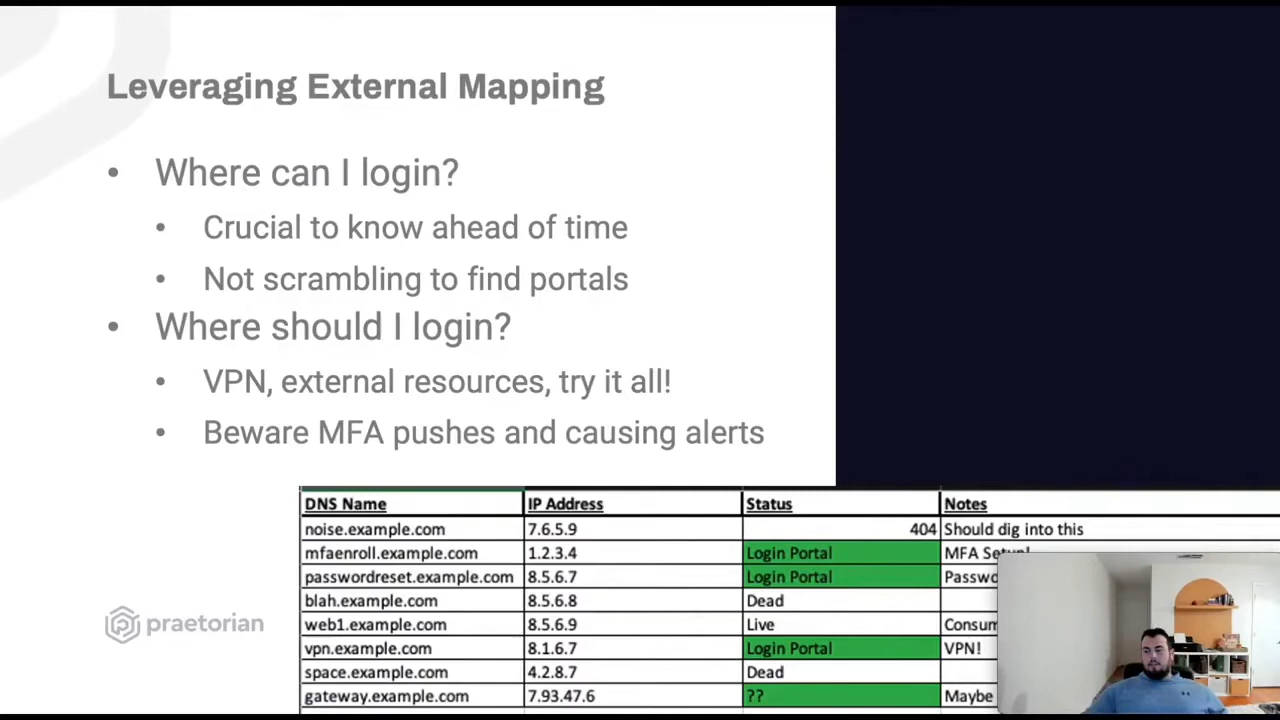 Leveraging External Mapping
• Where can I login?
• Crucial to know ahead of time
• Not scrambling to find portals
• Where should I login?
• VPN, external resources, try it all!
• Beware MFA pushes and causing alerts
DNS Name IP Address Status Notes
noise.example.com 7.6.5.9 404 Should dig into this
mfaenroll.example.com 1.2.3.4 Login Portal MFA
passwordreset.example.com 8.5.6.7 Login Portal
blah.example.com 8.5.6.8 Dead
web1.example.com 8.5.6.9 Live
vpn.example.com 8.1.6.7 Login Portal VPN!
space.example.com 4.2.8.7 Dead
gateway.example.com 7.93.47.6 ?? Maybe
praetorian